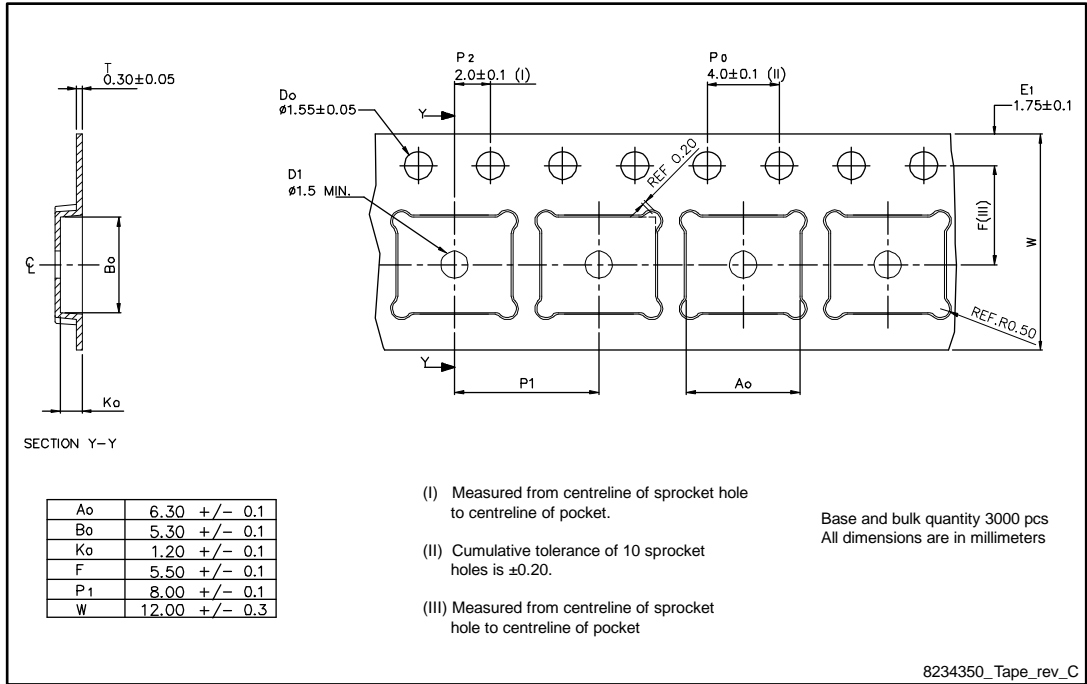 T
0.30±0.05
P2
2.0±0.1 (I)
P0
4.0±0.1 (II)
E1
1.75±0.1
Do
ø1.55±0.05
Y
D1
ø1.5 MIN.
REF 0.20
F(III)
W
Bo
CL
REF.R0.50
Y
P1
Ao
Ko
SECTION Y-Y
Ao 6.30 +/- 0.1
Bo 5.30 +/- 0.1
Ko 1.20 +/- 0.1
F 5.50 +/- 0.1
P1 8.00 +/- 0.1
W 12.00 +/- 0.3
(I) Measured from centreline of sprocket hole
to centreline of pocket.
(II) Cumulative tolerance of 10 sprocket
holes is ±0.20.
(III) Measured from centreline of sprocket
hole to centreline of pocket
Base and bulk quantity 3000 pcs
All dimensions are in millimeters
8234350_Tape_rev_C